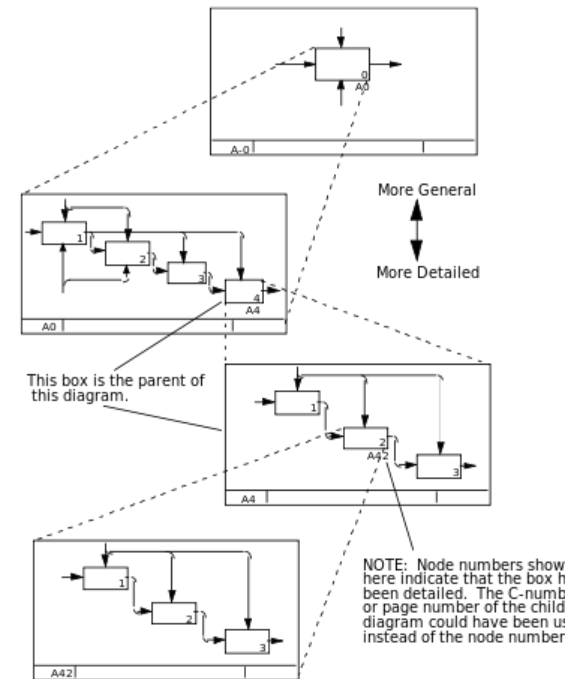 0
A0
A-0
More General
More Detailed
1
2
3
4
A4
A0
This box is the parent of
this diagram.
1
2
A42
3
A4
NOTE: Node numbers show
here indicate that the box h
been detailed. The C-numb
or page number of the child
diagram could have been us
instead of the node number
1
2
3
A42